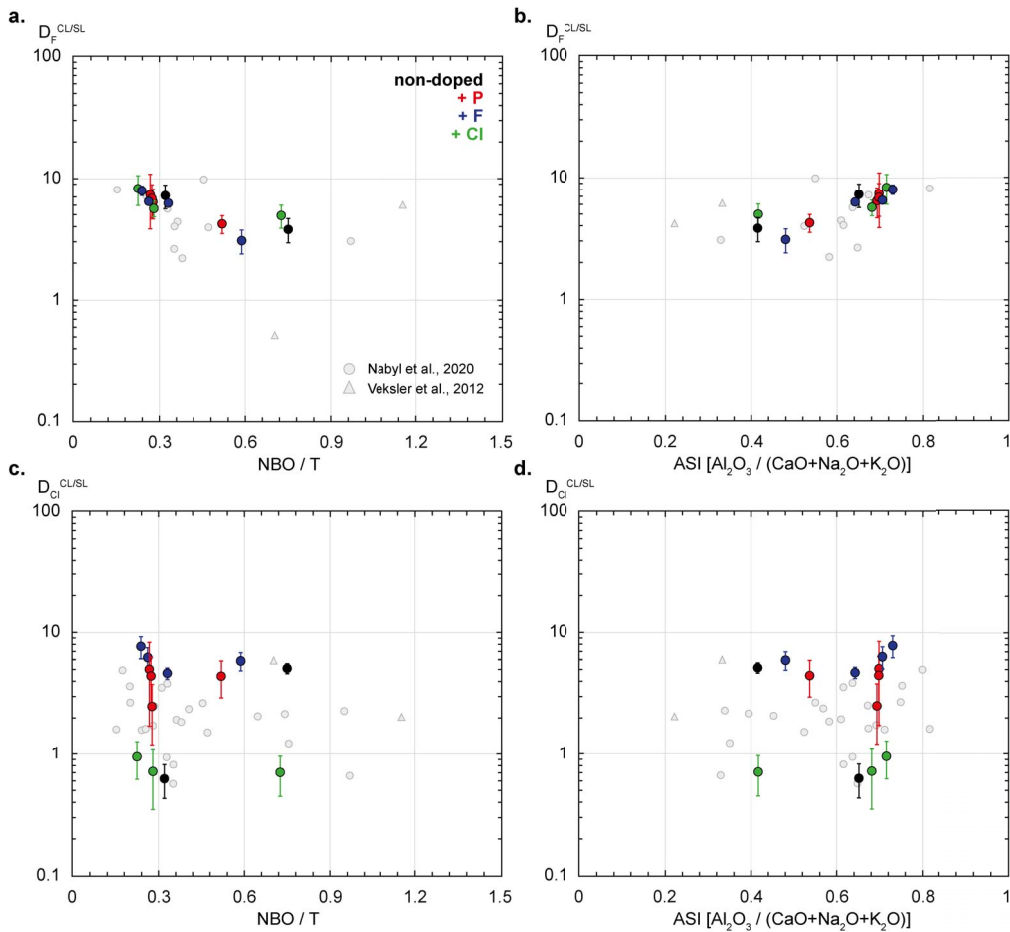 a.
D_F^CL/SL
100
10
1
0.1
0
0.3
0.6
0.9
1.2
1.5
NBO / T
non-doped
+ P
+ F
+ Cl
Nabyl et al., 2020
Veksler et al., 2012
b.
D_F^CL/SL
100
10
1
0.1
0
0.2
0.4
0.6
0.8
1
ASI [Al₂O₃ / (CaO+Na₂O+K₂O)]
c.
D_Cl^CL/SL
100
10
1
0.1
0
0.3
0.6
0.9
1.2
1.5
NBO / T
d.
D_Cl^CL/SL
100
10
1
0.1
0
0.2
0.4
0.6
0.8
1
ASI [Al₂O₃ / (CaO+Na₂O+K₂O)]